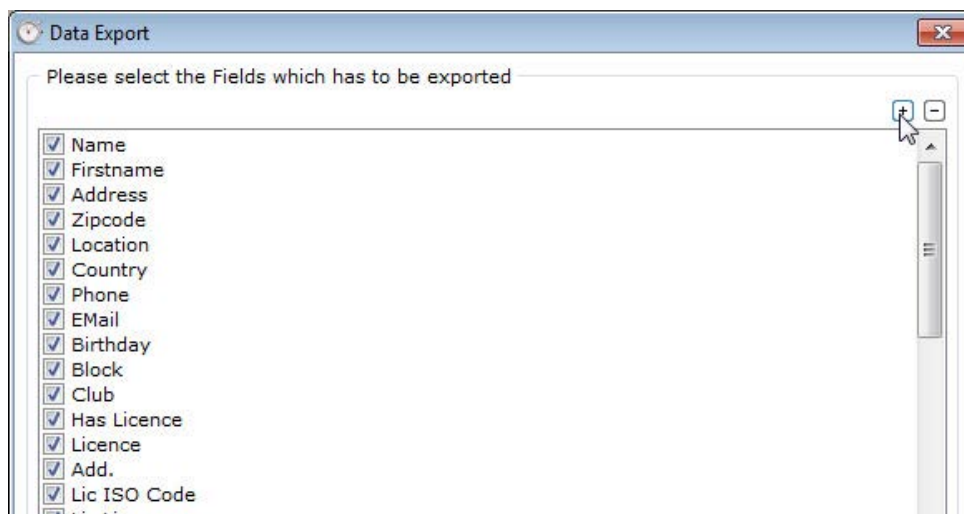 Data Export
Please select the Fields which has to be exported
Name
Firstname
Address
Zipcode
Location
Country
Phone
EMail
Birthday
Block
Club
Has Licence
Licence
Add.
Lic ISO Code